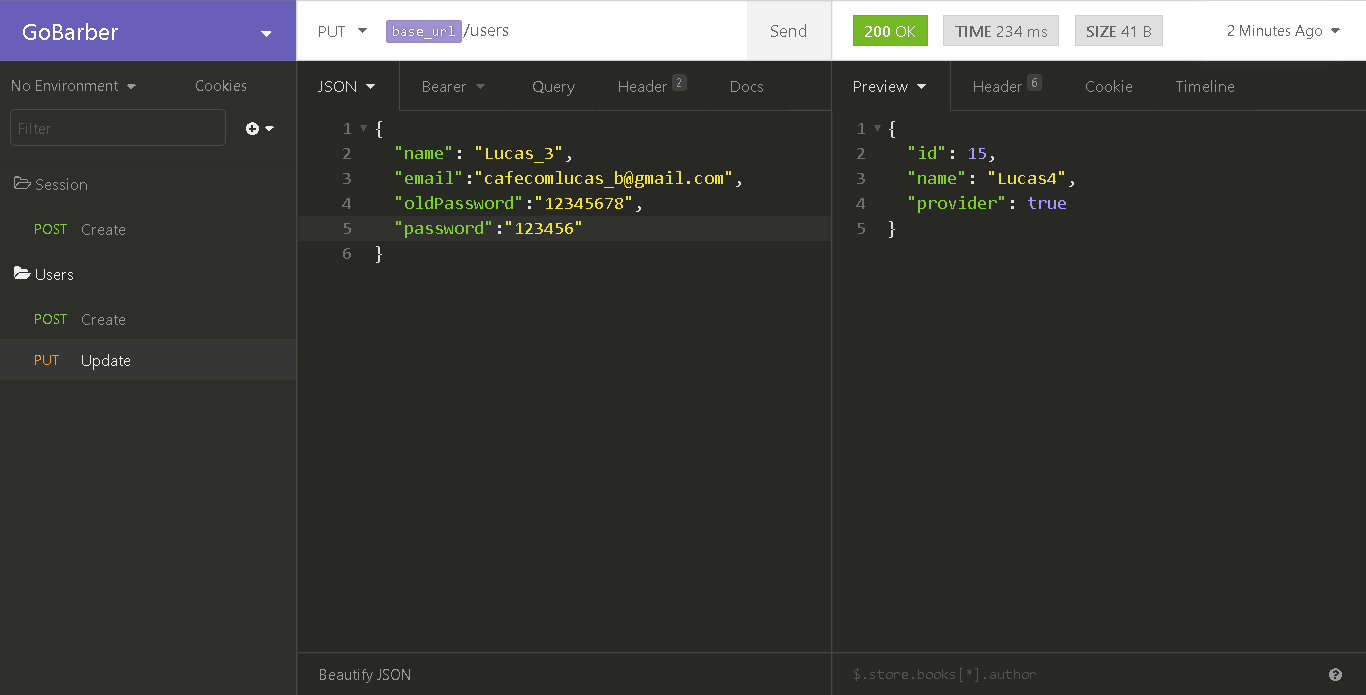 GoBarber
No Environment
Cookies
Filter
Session
POST Create
Users
POST Create
PUT Update
PUT base_url/users
Send
JSON
Bearer
Query
Header 2
Docs
1 {
2 "name": "Lucas_3",
3 "email":"cafecomlucas_b@gmail.com",
4 "oldPassword":"12345678",
5 "password":"123456"
6 }
Beautify JSON
200 OK
TIME 234 ms
SIZE 41 B
2 Minutes Ago
Preview
Header 6
Cookie
Timeline
1 {
2 "id": 15,
3 "name": "Lucas4",
4 "provider": true
5 }
$.store.books[*].author